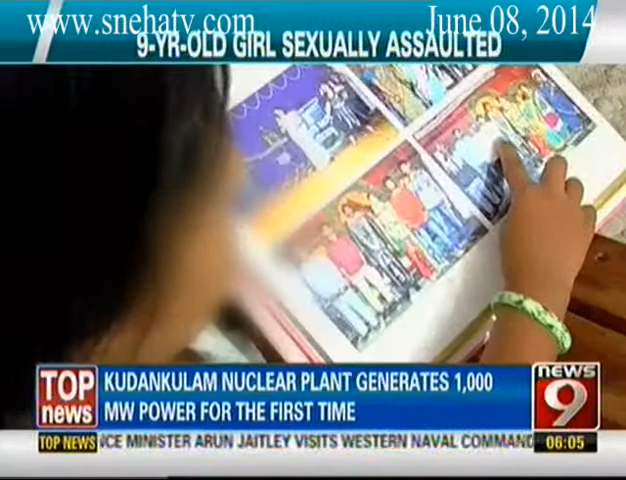 www.snehatv.com June.08, 2014
9-YR-OLD GIRL SEXUALLY ASSAULTED
TOP news
KUDANKULAM NUCLEAR PLANT GENERATES 1,000
MW POWER FOR THE FIRST TIME
NEWS 9
TOP NEWS NCE MINISTER ARUN JAITLEY VISITS WESTERN NAVAL COMMAND 06:05